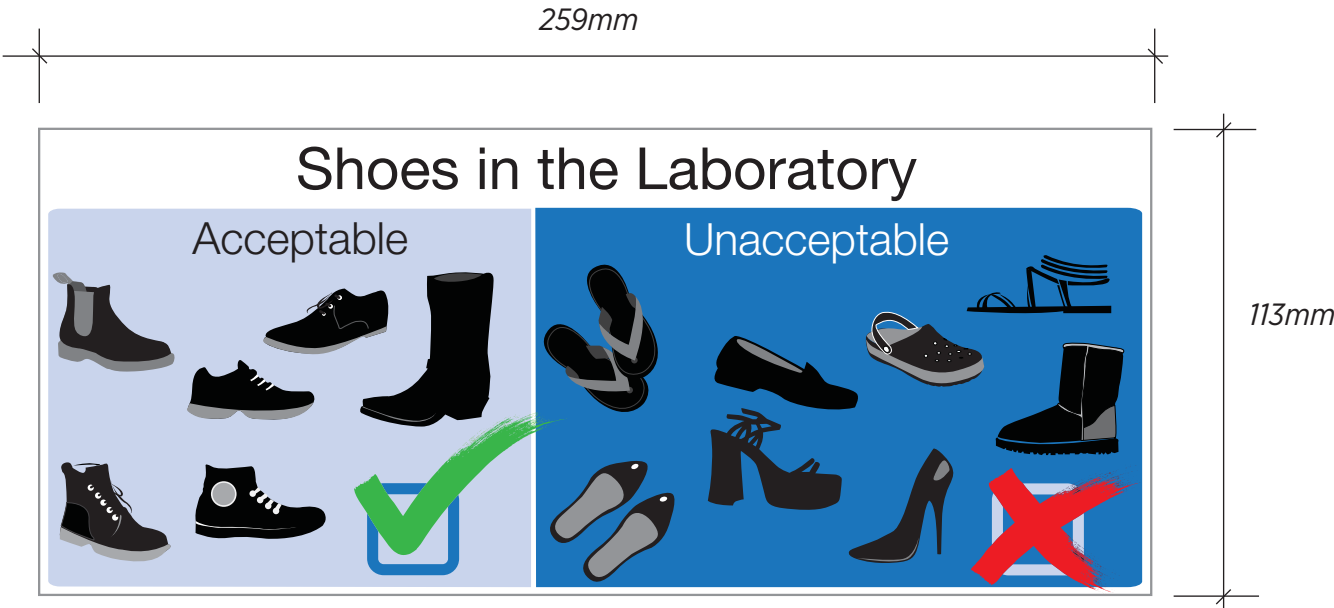 259mm
Shoes in the Laboratory
Acceptable
Unacceptable
113mm